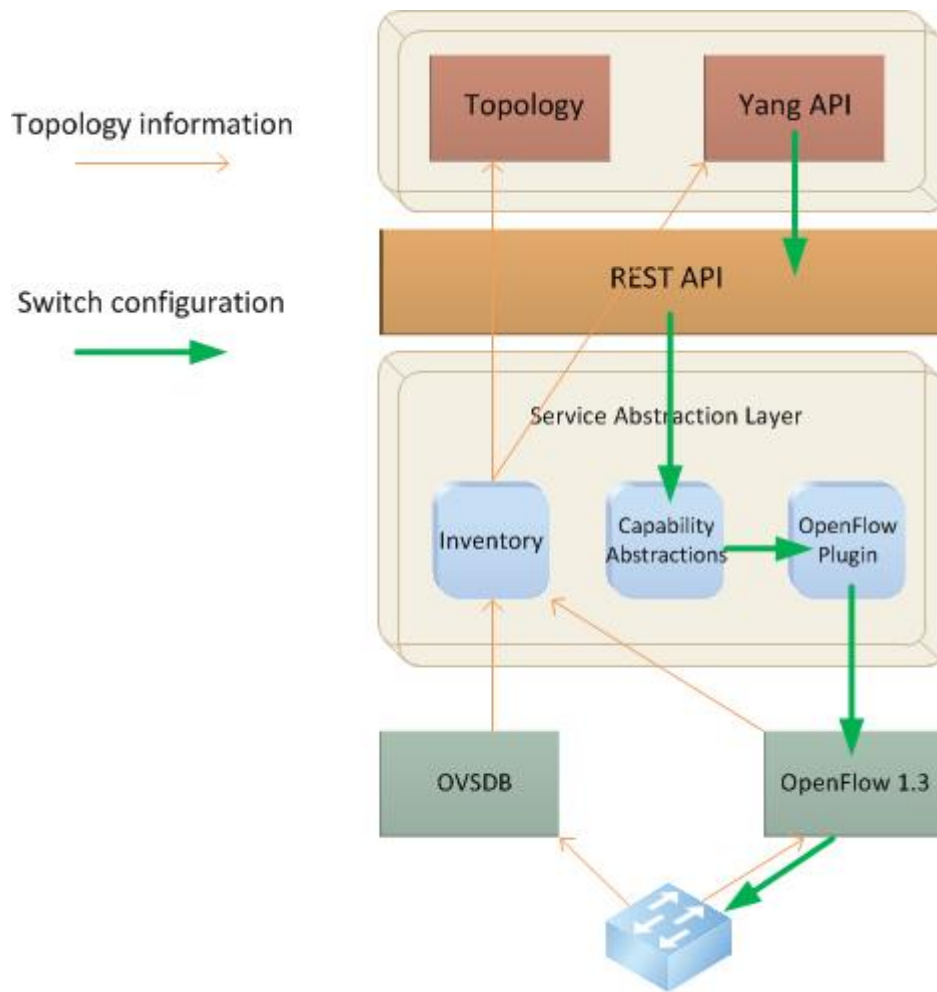 Topology information
Switch configuration
Topology
Yang API
REST API
Service Abstraction Layer
Inventory
Capability
Abstractions
OpenFlow
Plugin
OVSDB
OpenFlow 1.3